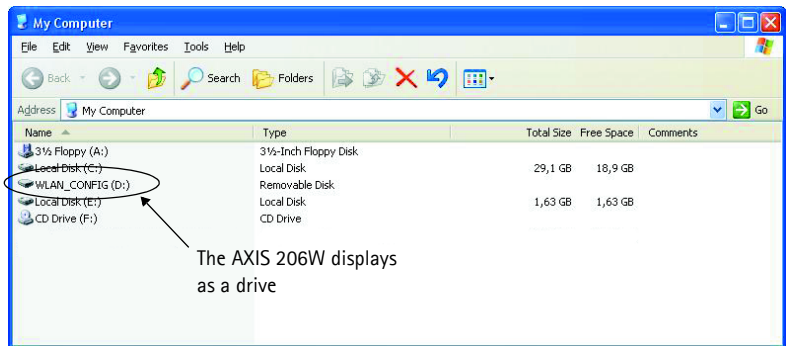 My Computer
File Edit View Favorites Tools Help
Back Search Folders
Address My Computer Go
Name Type Total Size Free Space Comments
3½ Floppy (A:) 3½-Inch Floppy Disk
Local Disk (C:) Local Disk 29,1 GB 18,9 GB
WLAN_CONFIG (D:) Removable Disk
Local Disk (E:) Local Disk 1,63 GB 1,63 GB
CD Drive (F:) CD Drive
The AXIS 206W displays
as a drive